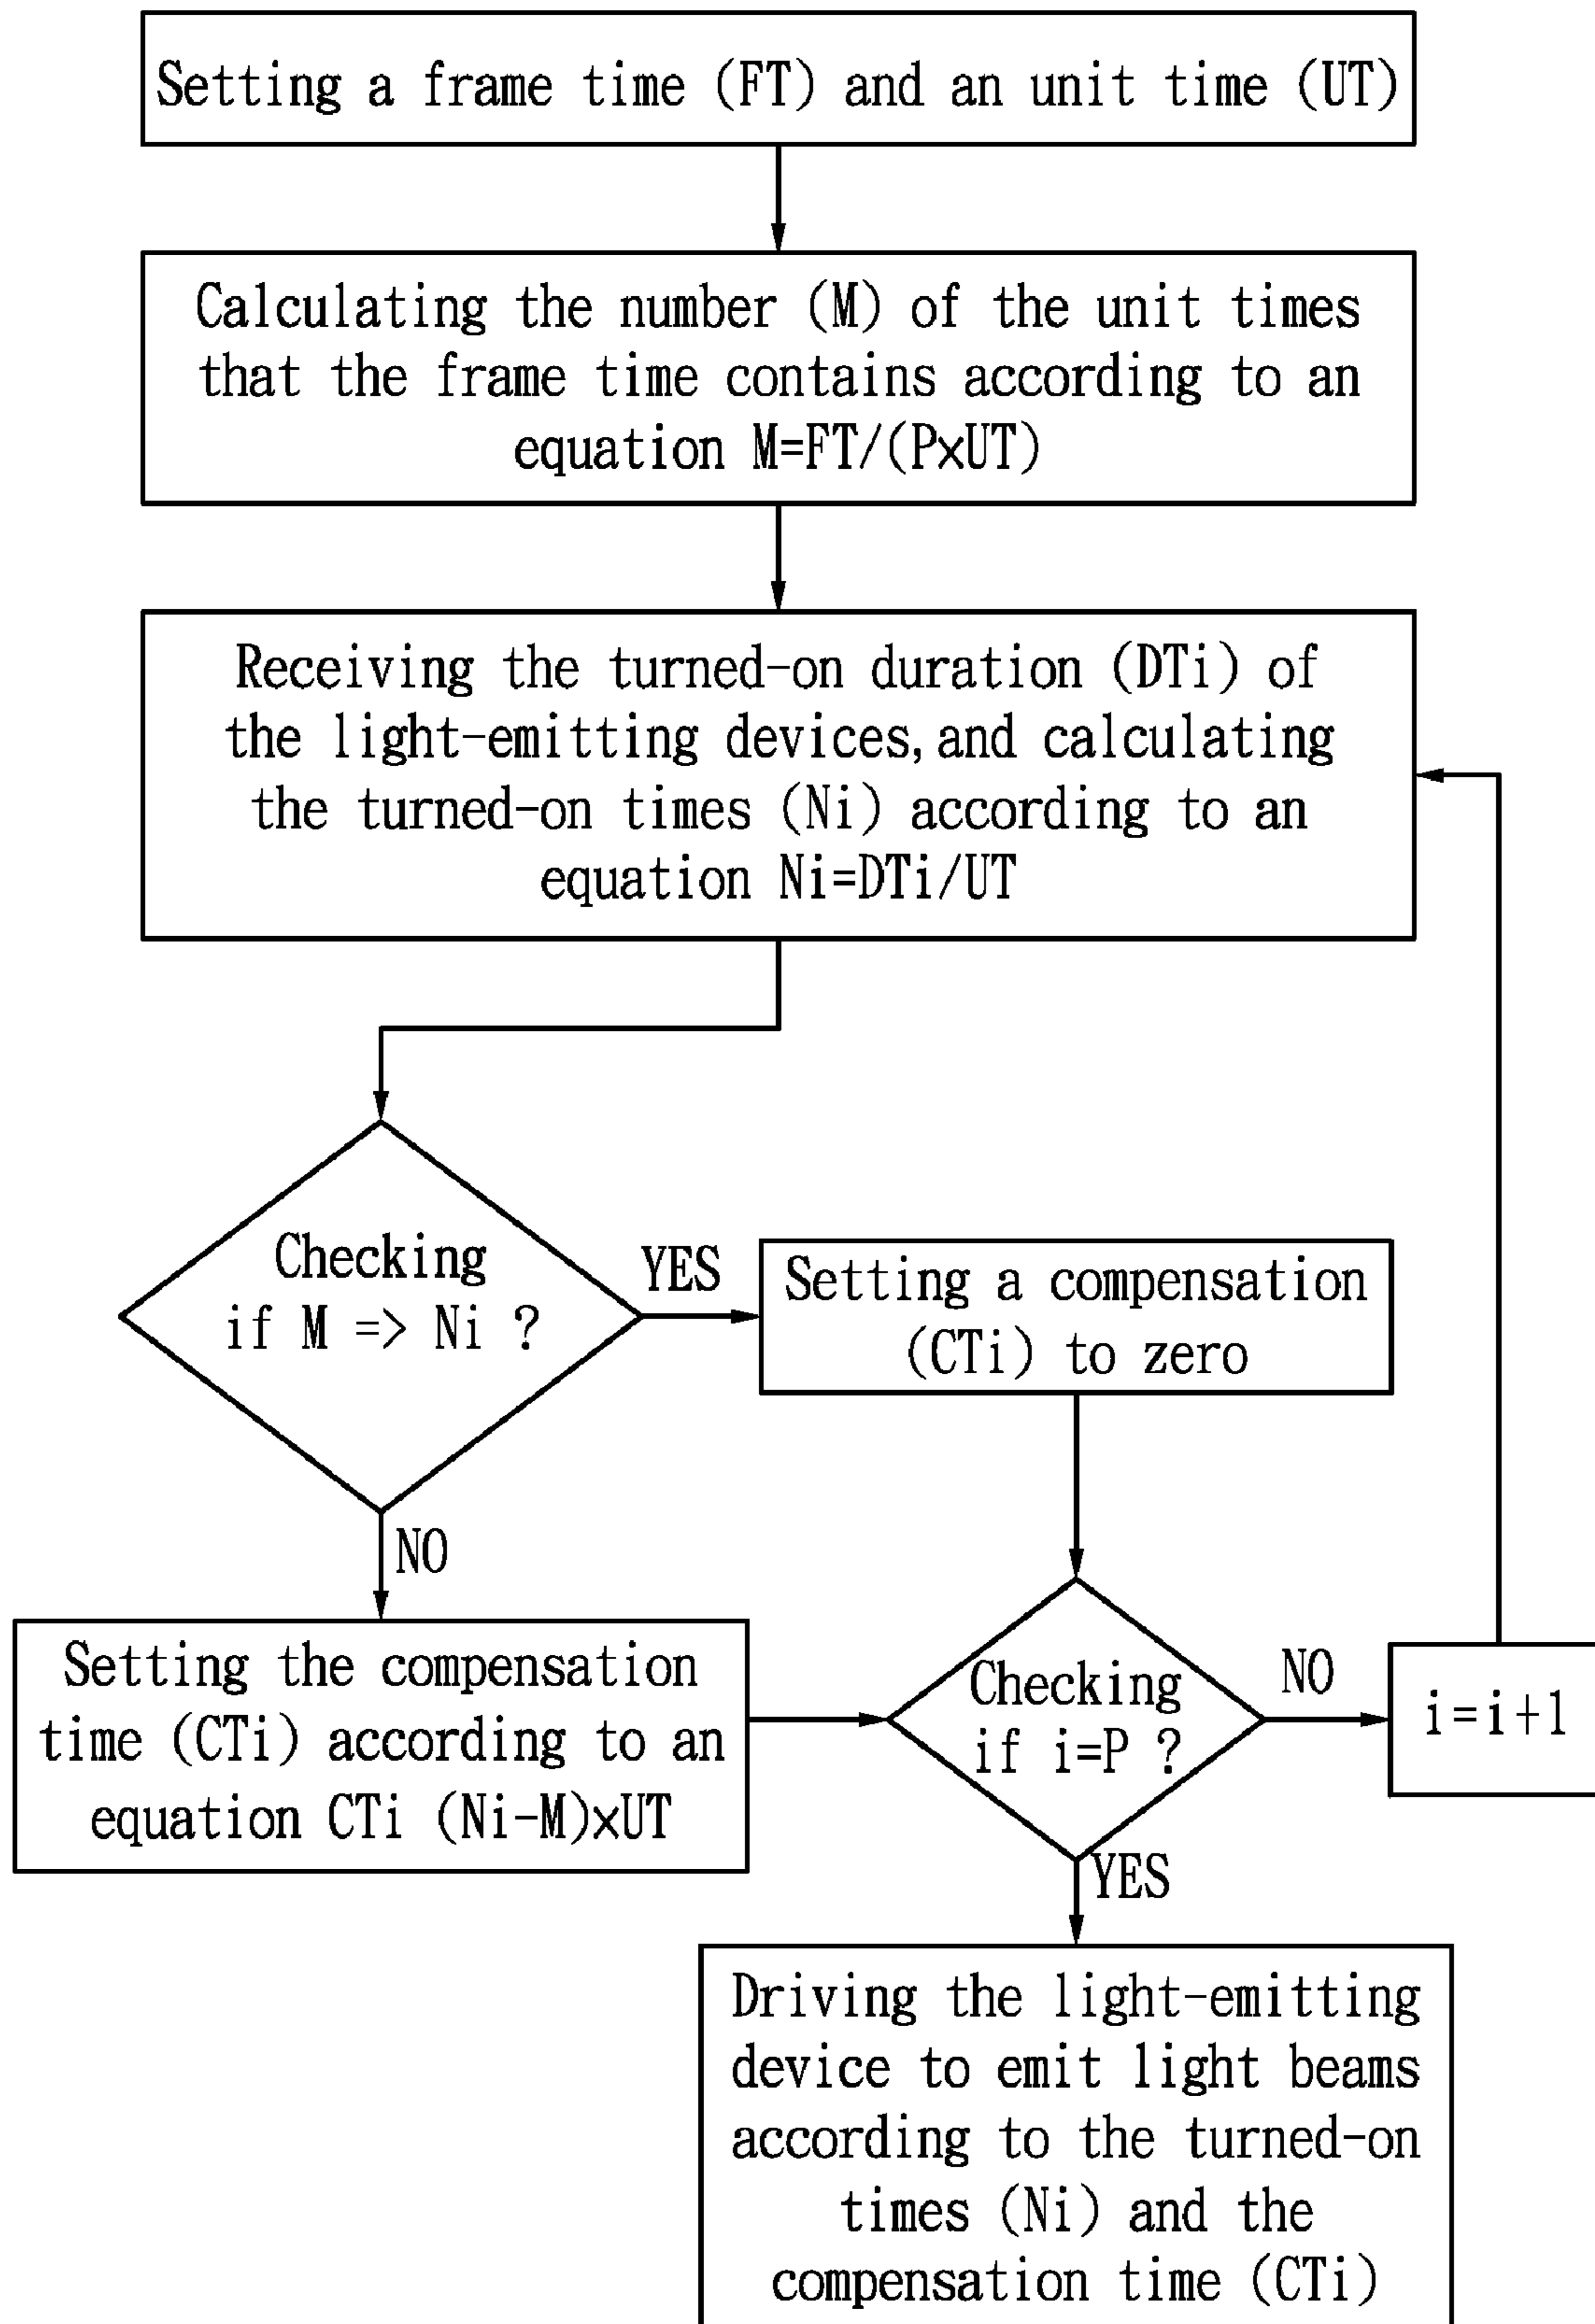 Setting a frame time (FT) and an unit time (UT)
Calculating the number (M) of the unit times
that the frame time contains according to an
equation M=FT/(P×UT)
Receiving the turned-on duration (DTi) of
the light-emitting devices,and calculating
the turned-on times (Ni) according to an
equation Ni=DTi/UT
Checking
if M => Ni ?
YES
Setting a compensation
(CTi) to zero
NO
Setting the compensation
time (CTi) according to an
equation CTi (Ni-M)×UT
Checking
if i=P ?
NO
i=i+1
YES
Driving the light-emitting
device to emit light beams
according to the turned-on
times (Ni) and the
compensation time (CTi)